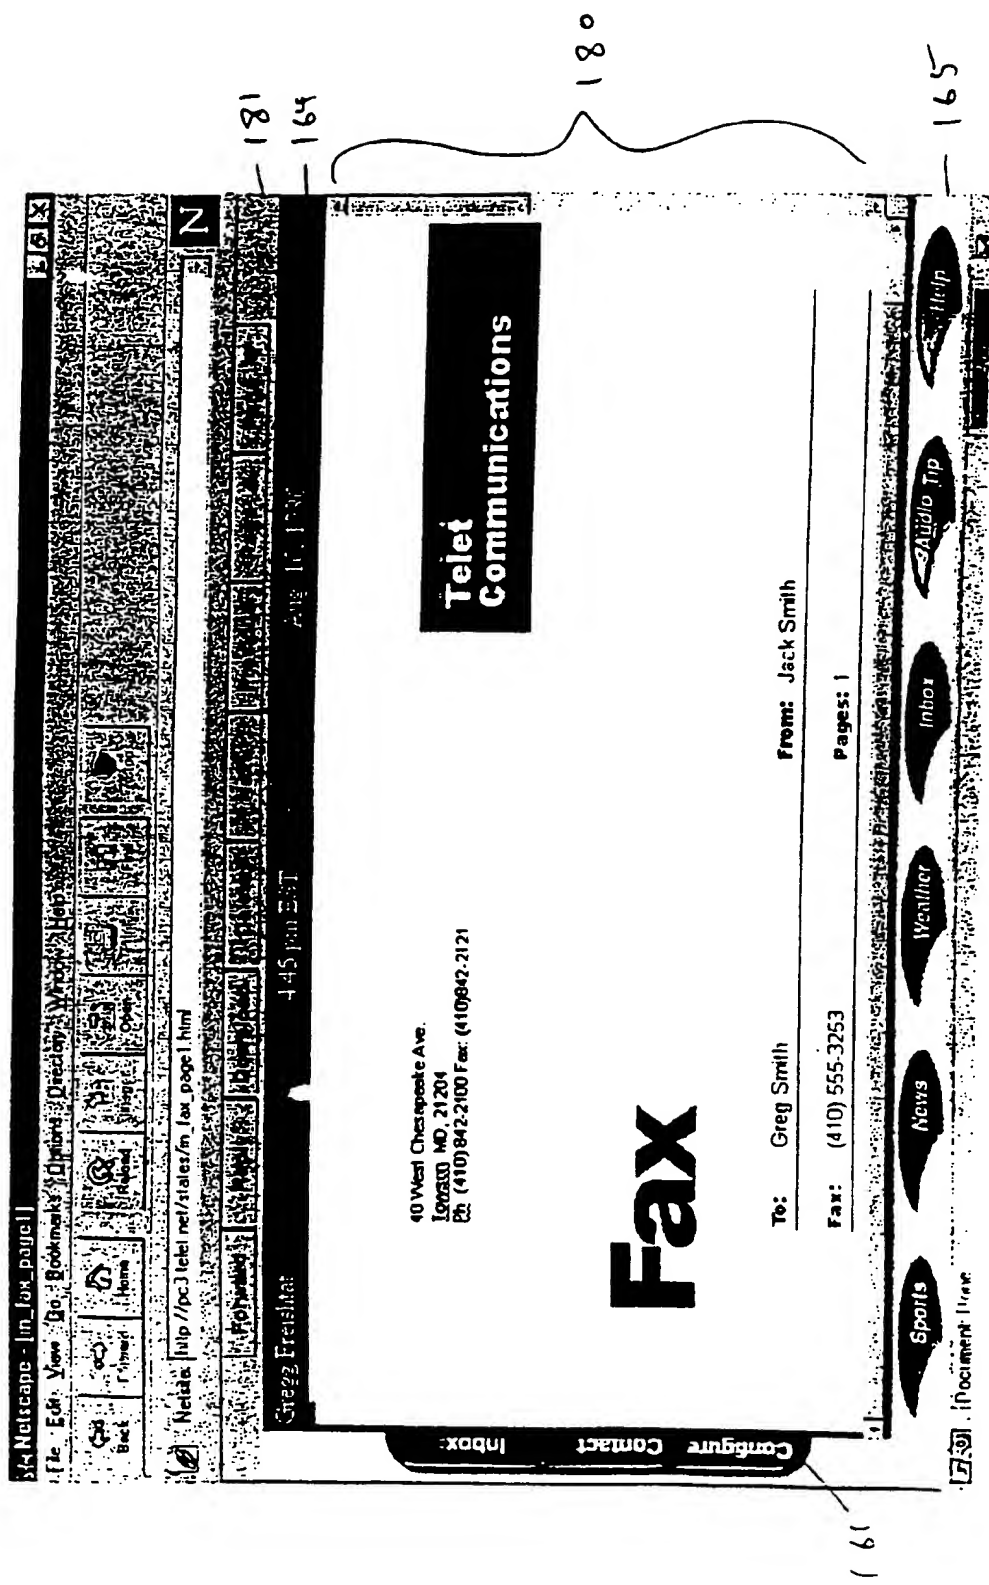 Netscape - [in_fax_page1]
File Edit View Go Bookmarks Options Directory Window Help
Back Forward Home Reload Images Open Print Find Stop
Netsite: http://pc3.telet.net/states/in_fax_page1.html
N
Forward
181
Gregg Freishtat 4:45 pm EST Aug
164
Configure Contact Inbox
161
40 West Chesapeake Ave.
Towson MD, 21204
Ph (410)842-2100 Fax: (410)842-2121
Telet
Communications
Fax
To: Greg Smith From: Jack Smith
Fax: (410) 555-3253 Pages: 1
180
Sports News Weather Inbox Audio Tip Help
165
Document: Done